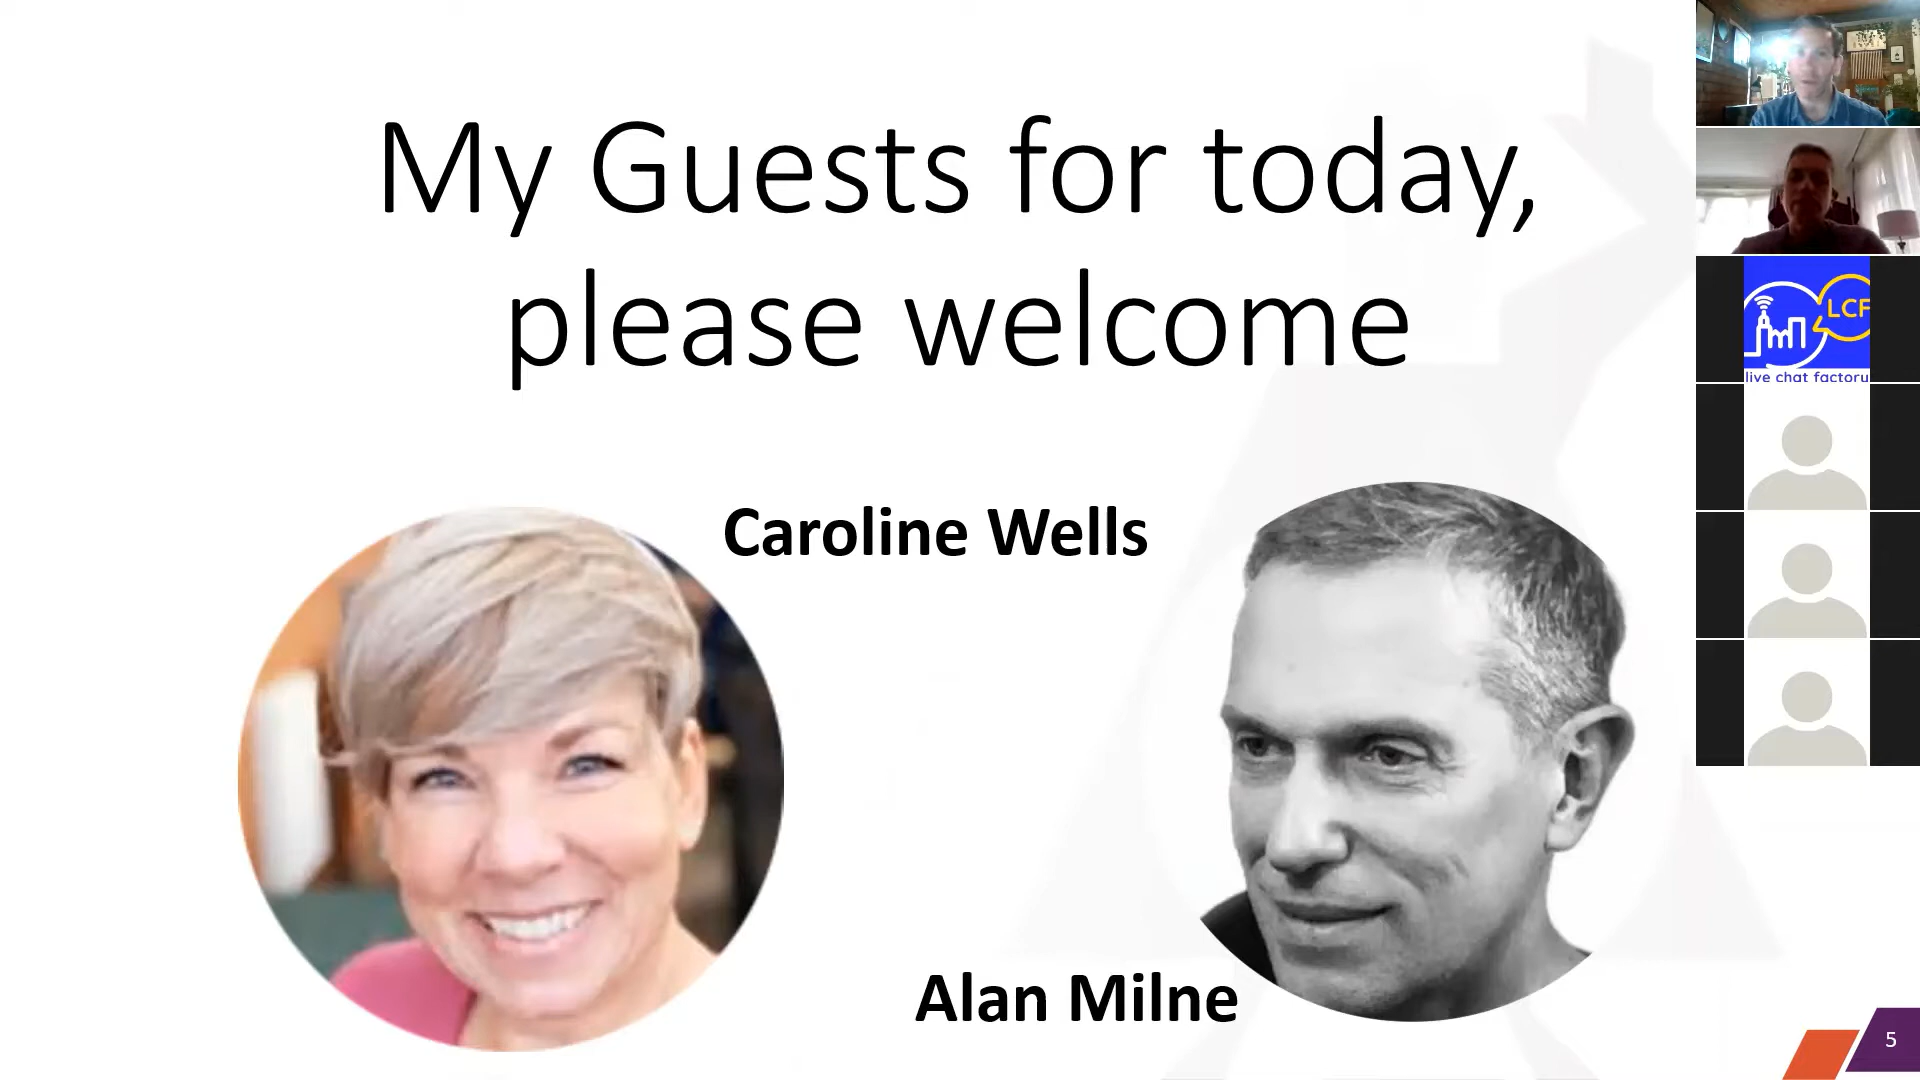 My Guests for today,
please welcome
Caroline Wells
Alan Milne
LCF
live chat factory
5